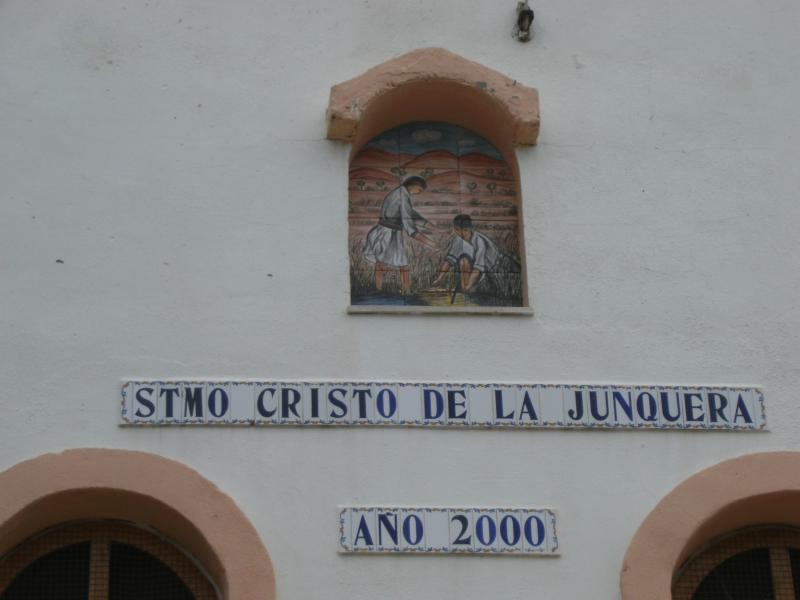 STMO CRISTO DE LA JUNQUERA
AÑO 2000